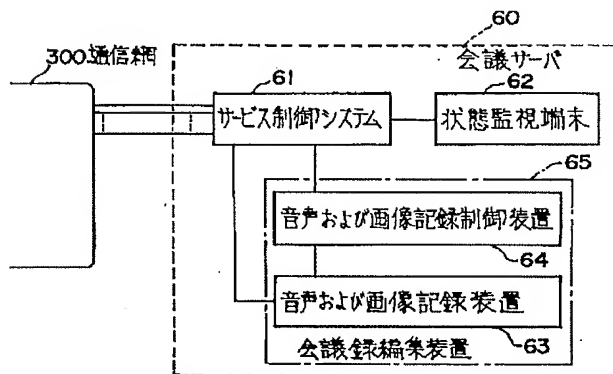 60
会議サーバ
300.通信網
61
サービス制御システム
62
状態監視端末
65
音声および画像記録制御装置
64
音声および画像記録装置
63
会議録編集装置